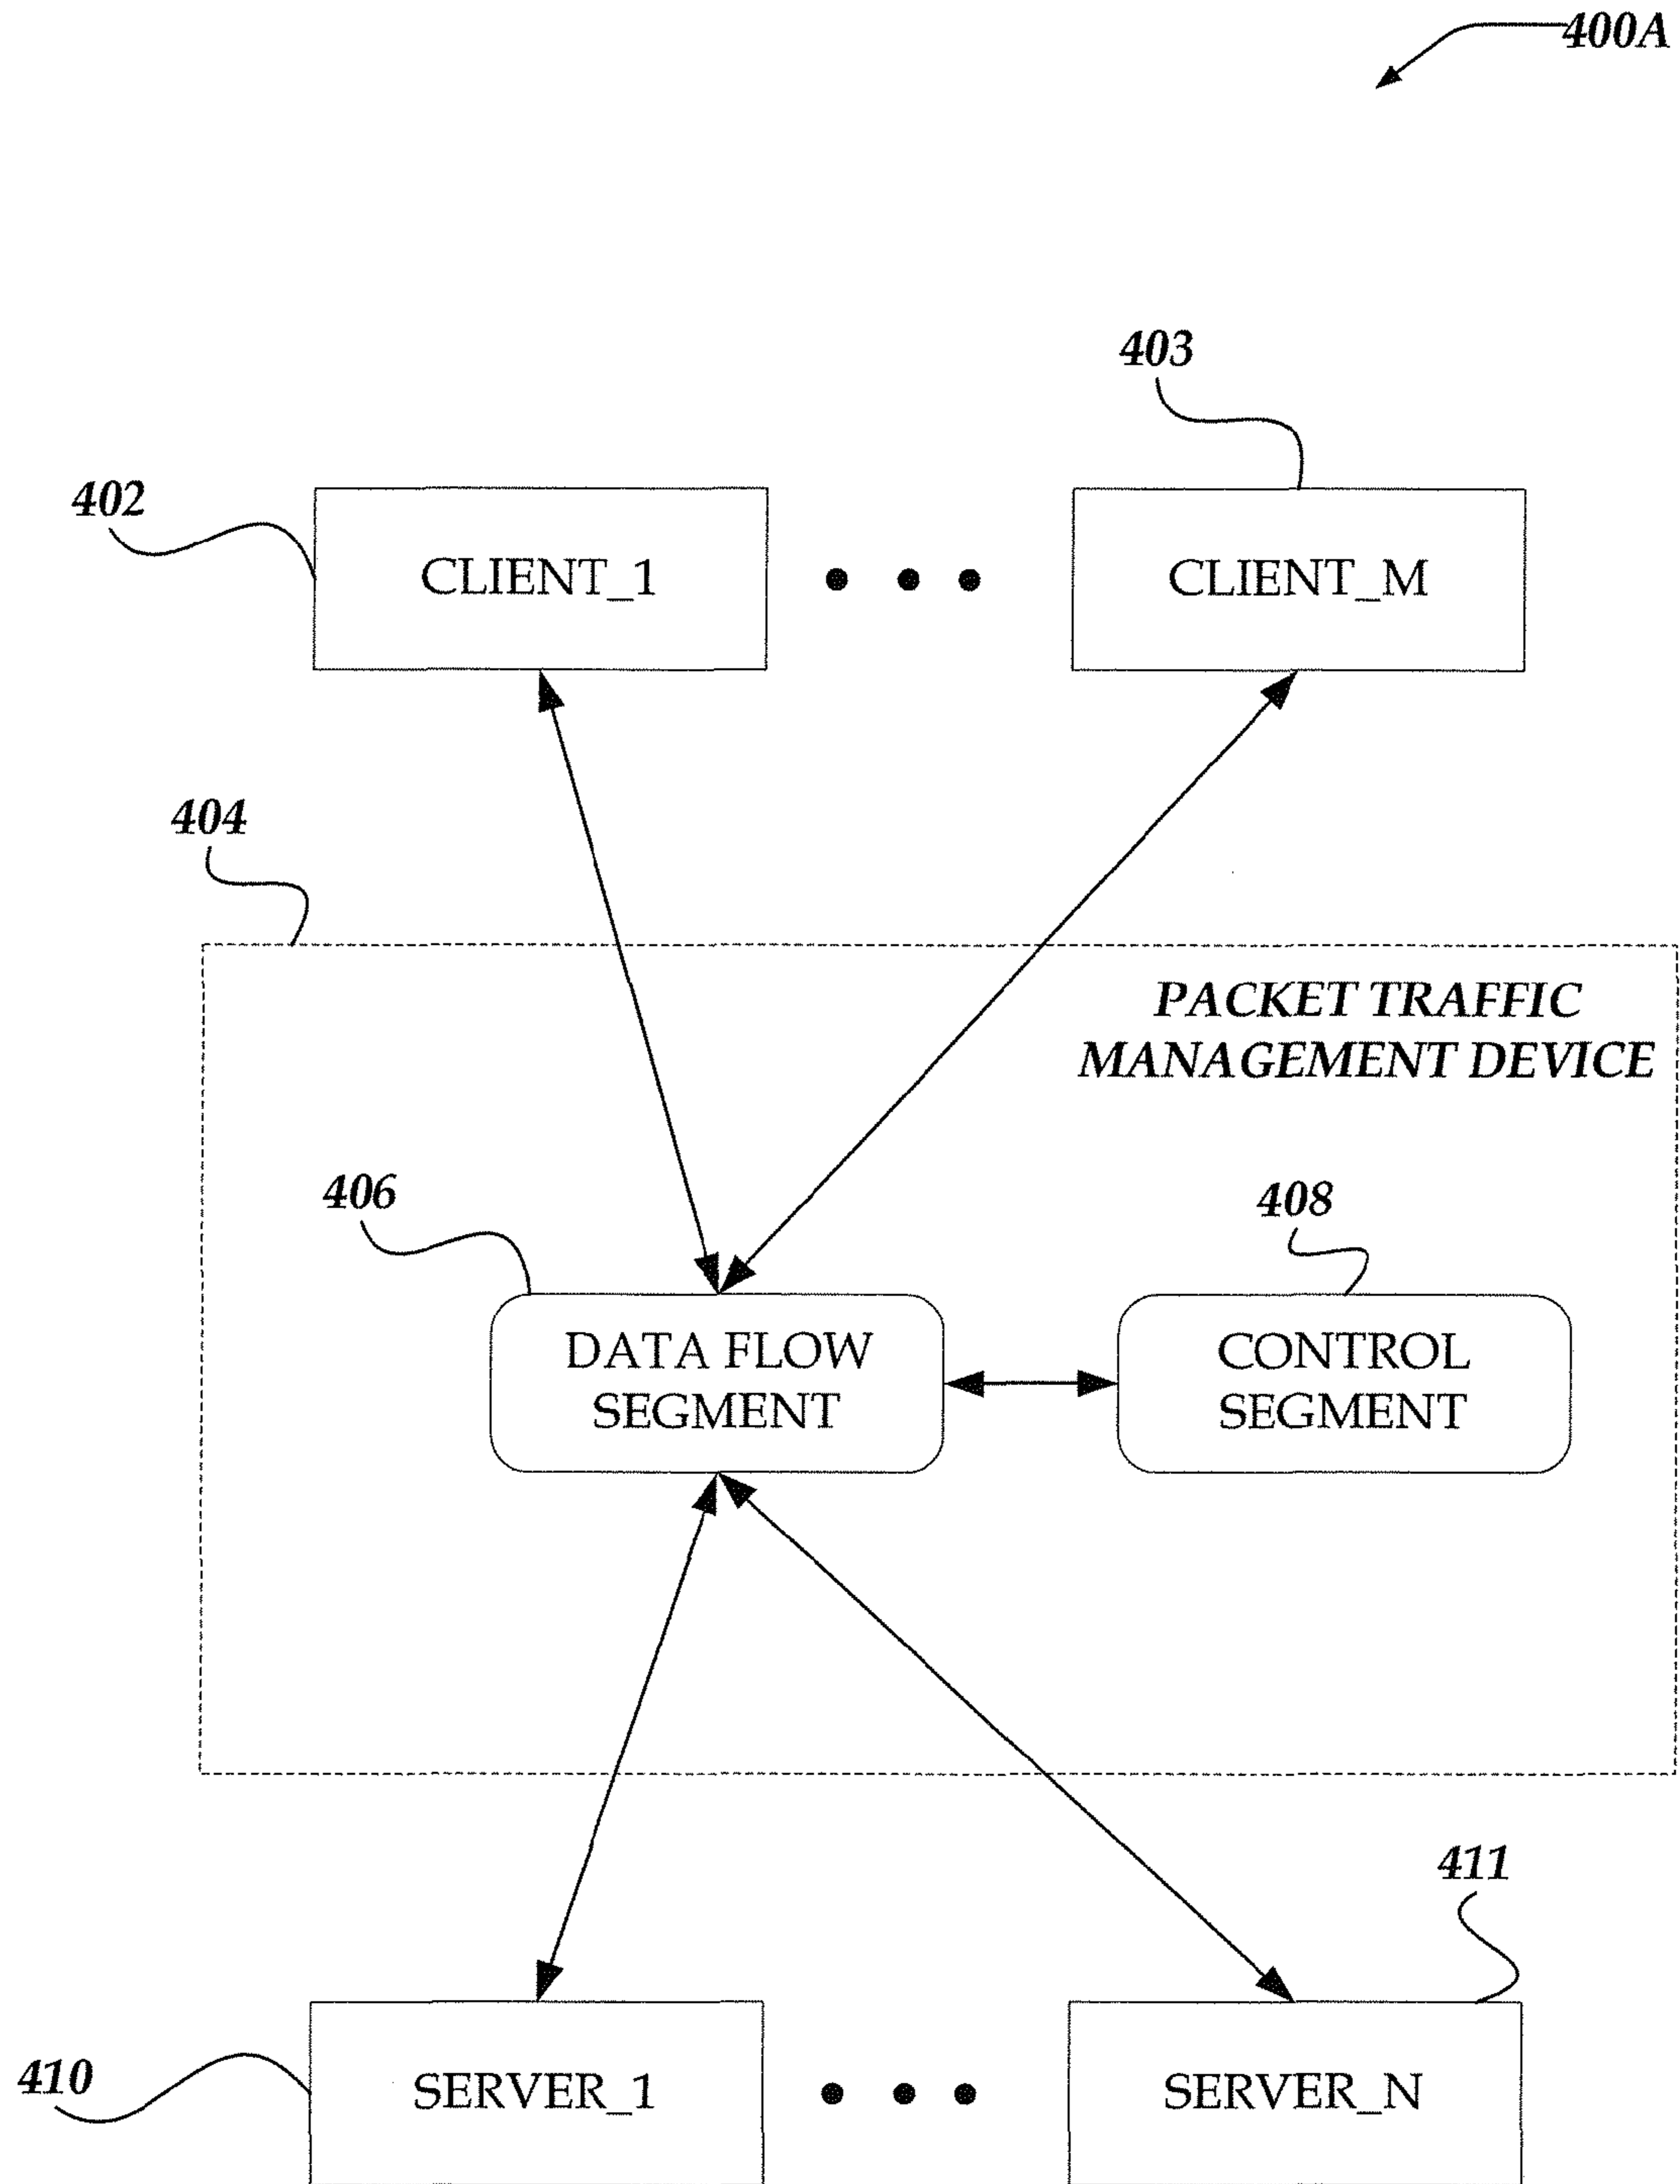 400A
403
402
CLIENT_1
CLIENT_M
404
PACKET TRAFFIC
MANAGEMENT DEVICE
406
408
DATA FLOW
SEGMENT
CONTROL
SEGMENT
411
410
SERVER_1
SERVER_N